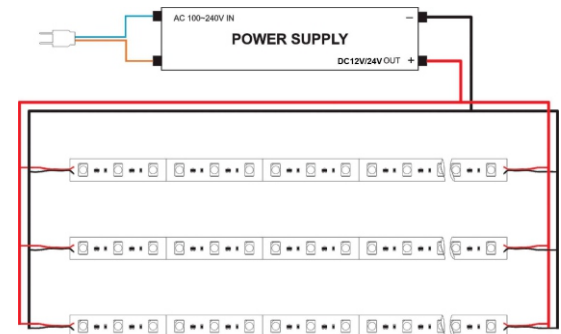 AC 100~240V IN
−
POWER SUPPLY
DC12V/24V OUT +